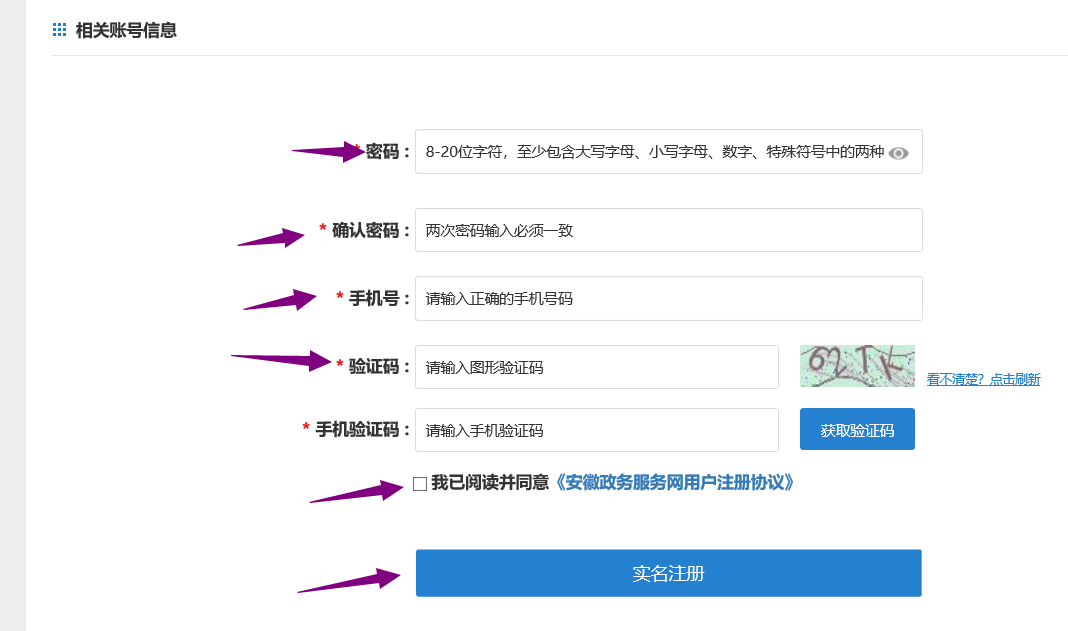 相关账号信息
* 密码： 8-20位字符，至少包含大写字母、小写字母、数字、特殊符号中的两种
* 确认密码： 两次密码输入必须一致
* 手机号： 请输入正确的手机号码
* 验证码： 请输入图形验证码 62TK 看不清楚？点击刷新
* 手机验证码： 请输入手机验证码 获取验证码
我已阅读并同意《安徽政务服务网用户注册协议》
实名注册